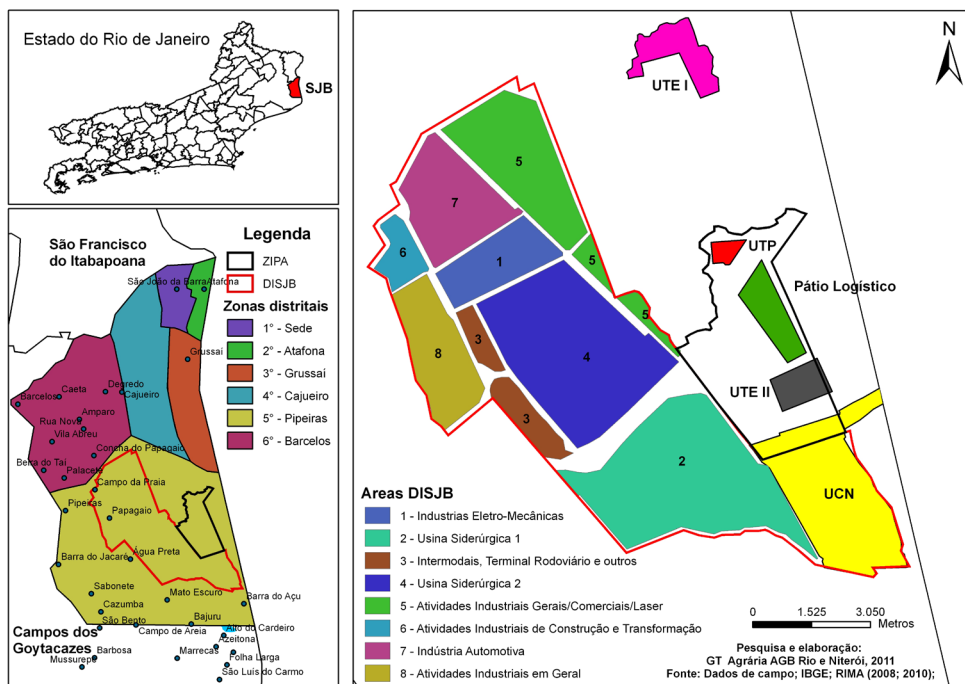 Estado do Rio de Janeiro
SJB
São Francisco
do Itabapoana
Legenda
ZIPA
DISJB
Zonas distritais
1° - Sede
2° - Atafona
3° - Grussaí
4° - Cajueiro
5° - Pipeiras
6° - Barcelos
São João da Barra
Atafona
Grussaí
Degredo
Cajueiro
Caeta
Barcelos
Amparo
Rua Nova
Vila Abreu
Concha do Papagaio
Beira do Taí
Palacete
Campo da Praia
Pipeiras
Papagaio
Água Preta
Barra do Jacaré
Sabonete
Mato Escuro
Barra do Açu
Cazumba
São Bento
Campo de Areia
Bajuru
Alto do Cardeiro
Azeitona
Campos dos
Goytacazes
Barbosa
Mussurepe
Marrecas
Folha Larga
São Luís do Carmo
N
UTE I
5
7
6
1
5
5
8
3
4
3
2
UTP
Pátio Logístico
UTE II
UCN
Areas DISJB
1 - Industrias Eletro-Mecânicas
2 - Usina Siderúrgica 1
3 - Intermodais, Terminal Rodoviário e outros
4 - Usina Siderúrgica 2
5 - Atividades Industriais Gerais/Comerciais/Laser
6 - Atividades Industriais de Construção e Transformação
7 - Indústria Automotiva
8 - Atividades Industriais em Geral
0 1.525 3.050
Metros
Pesquisa e elaboração:
GT Agrária AGB Rio e Niterói, 2011
Fonte: Dados de campo; IBGE; RIMA (2008; 2010);